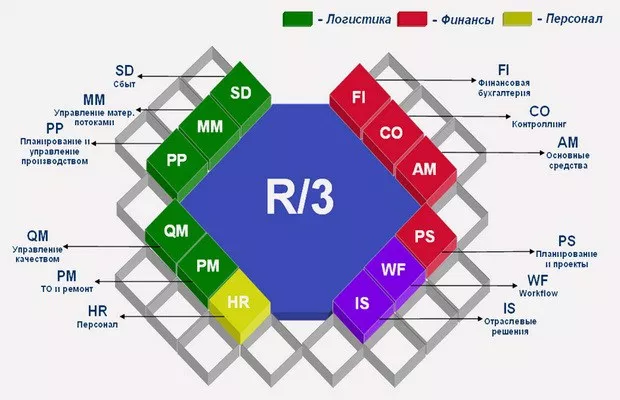 - Логистика
- Финансы
- Персонал
SD
Сбыт
MM
Управление матер.
потоками
PP
Планирование и
управление
производством
QM
Управление
качеством
PM
ТО и ремонт
HR
Персонал
SD
MM
PP
QM
PM
HR
R/3
FI
CO
AM
PS
WF
IS
FI
Финансовая
бухгалтерия
CO
Контроллинг
AM
Основные
средства
PS
Планирование
и проекты
WF
Workflow
IS
Отраслевые
решения